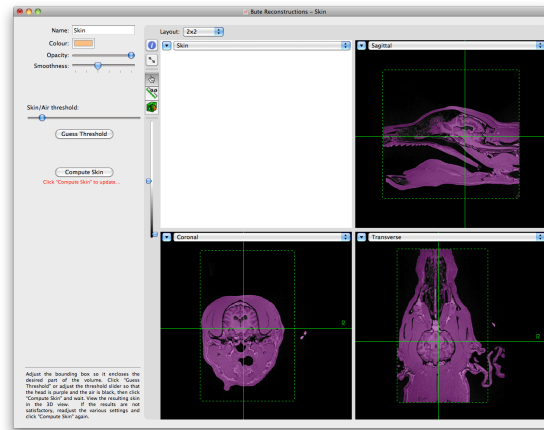 Bute Reconstructions – Skin
Name: Skin
Colour:
Opacity:
Smoothness:
Skin/Air threshold:
Guess Threshold
Compute Skin
Click "Compute Skin" to update...
Adjust the bounding box so it encloses the
desired part of the volume. Click "Guess
Threshold" or adjust the threshold slider so that
the head is purple and the air is black, then click
"Compute Skin" and wait. View the resulting skin
in the 3D view. If the results are not
satisfactory, readjust the various settings and
click "Compute Skin" again.
Layout: 2x2
Skin
Sagittal
Coronal
R
Transverse
R